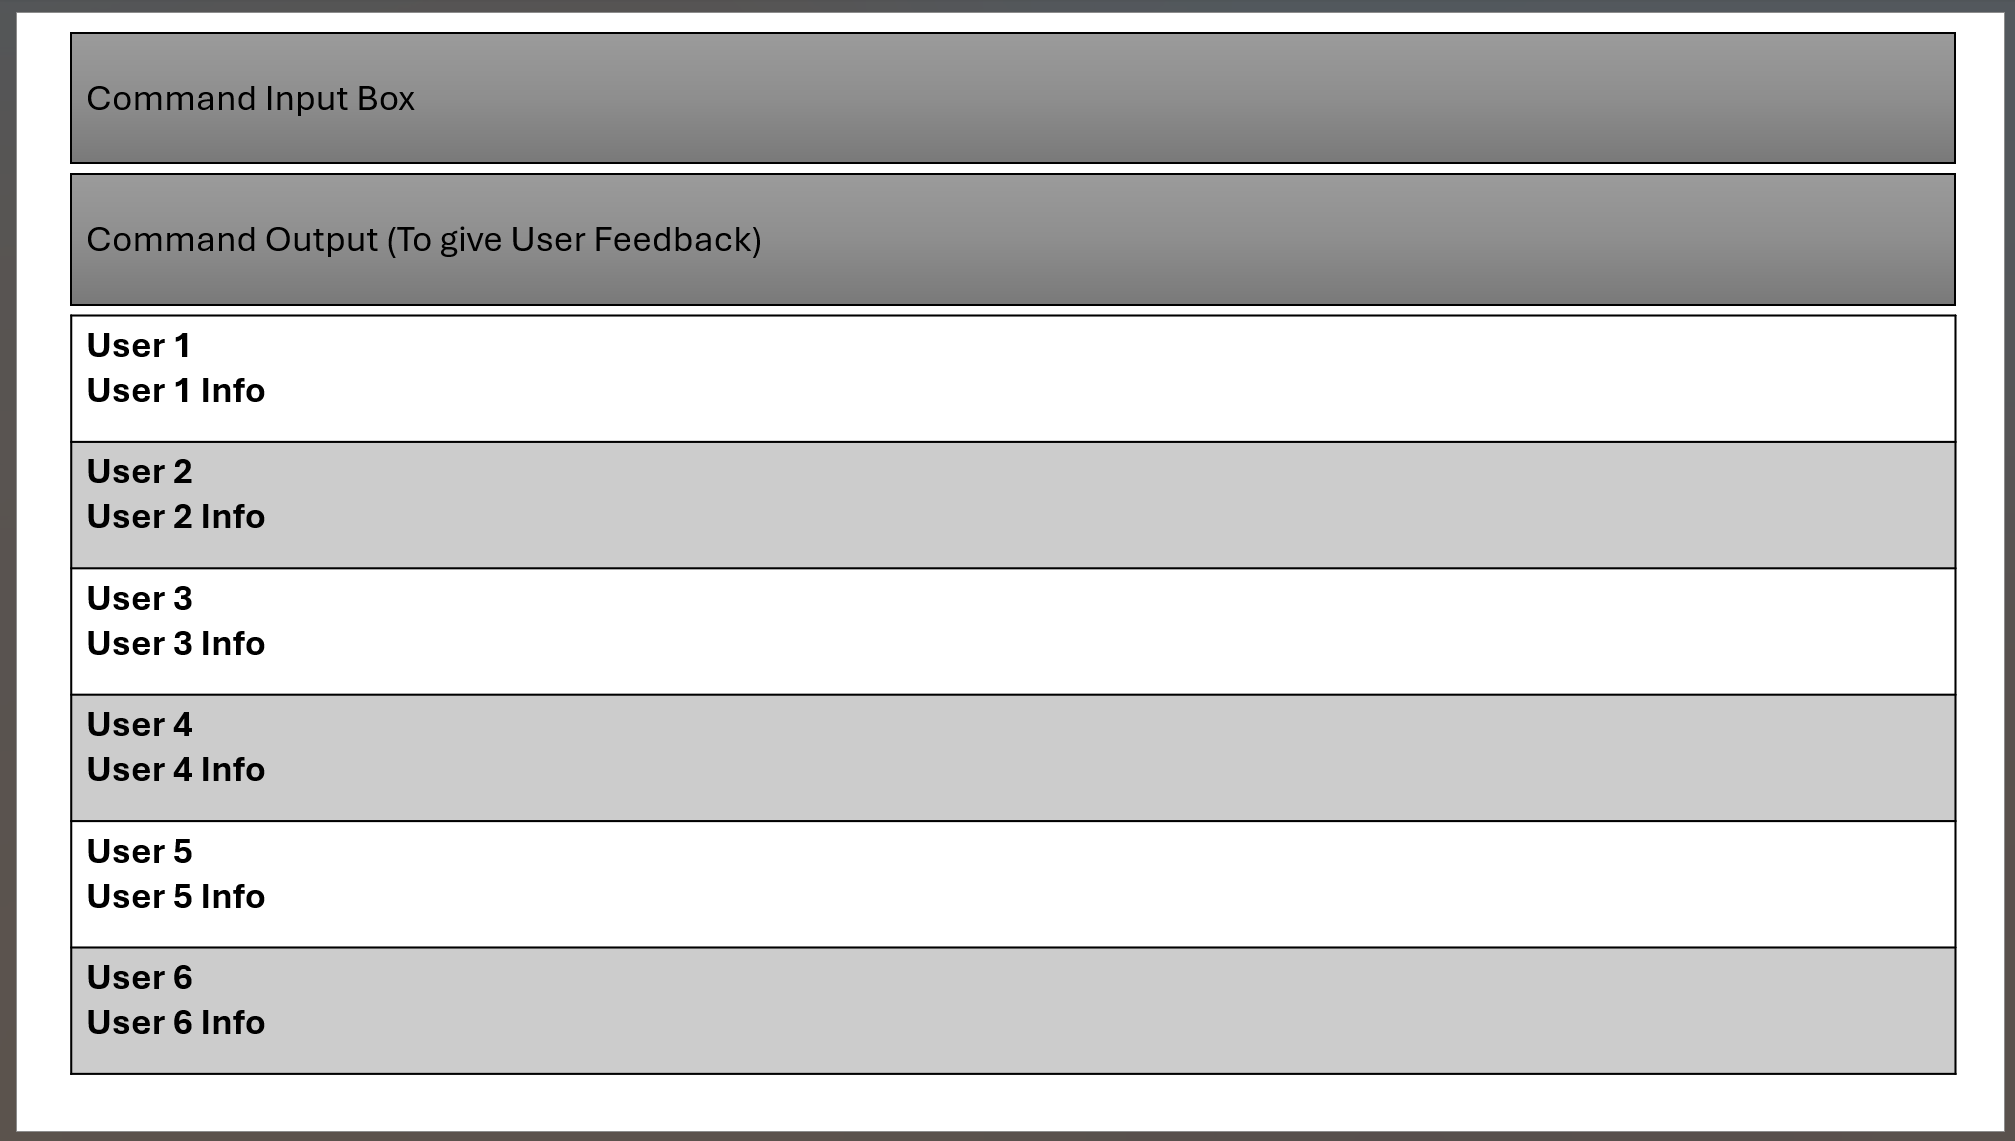 Command Input Box
Command Output (To give User Feedback)
User 1
User 1 Info
User 2
User 2 Info
User 3
User 3 Info
User 4
User 4 Info
User 5
User 5 Info
User 6
User 6 Info